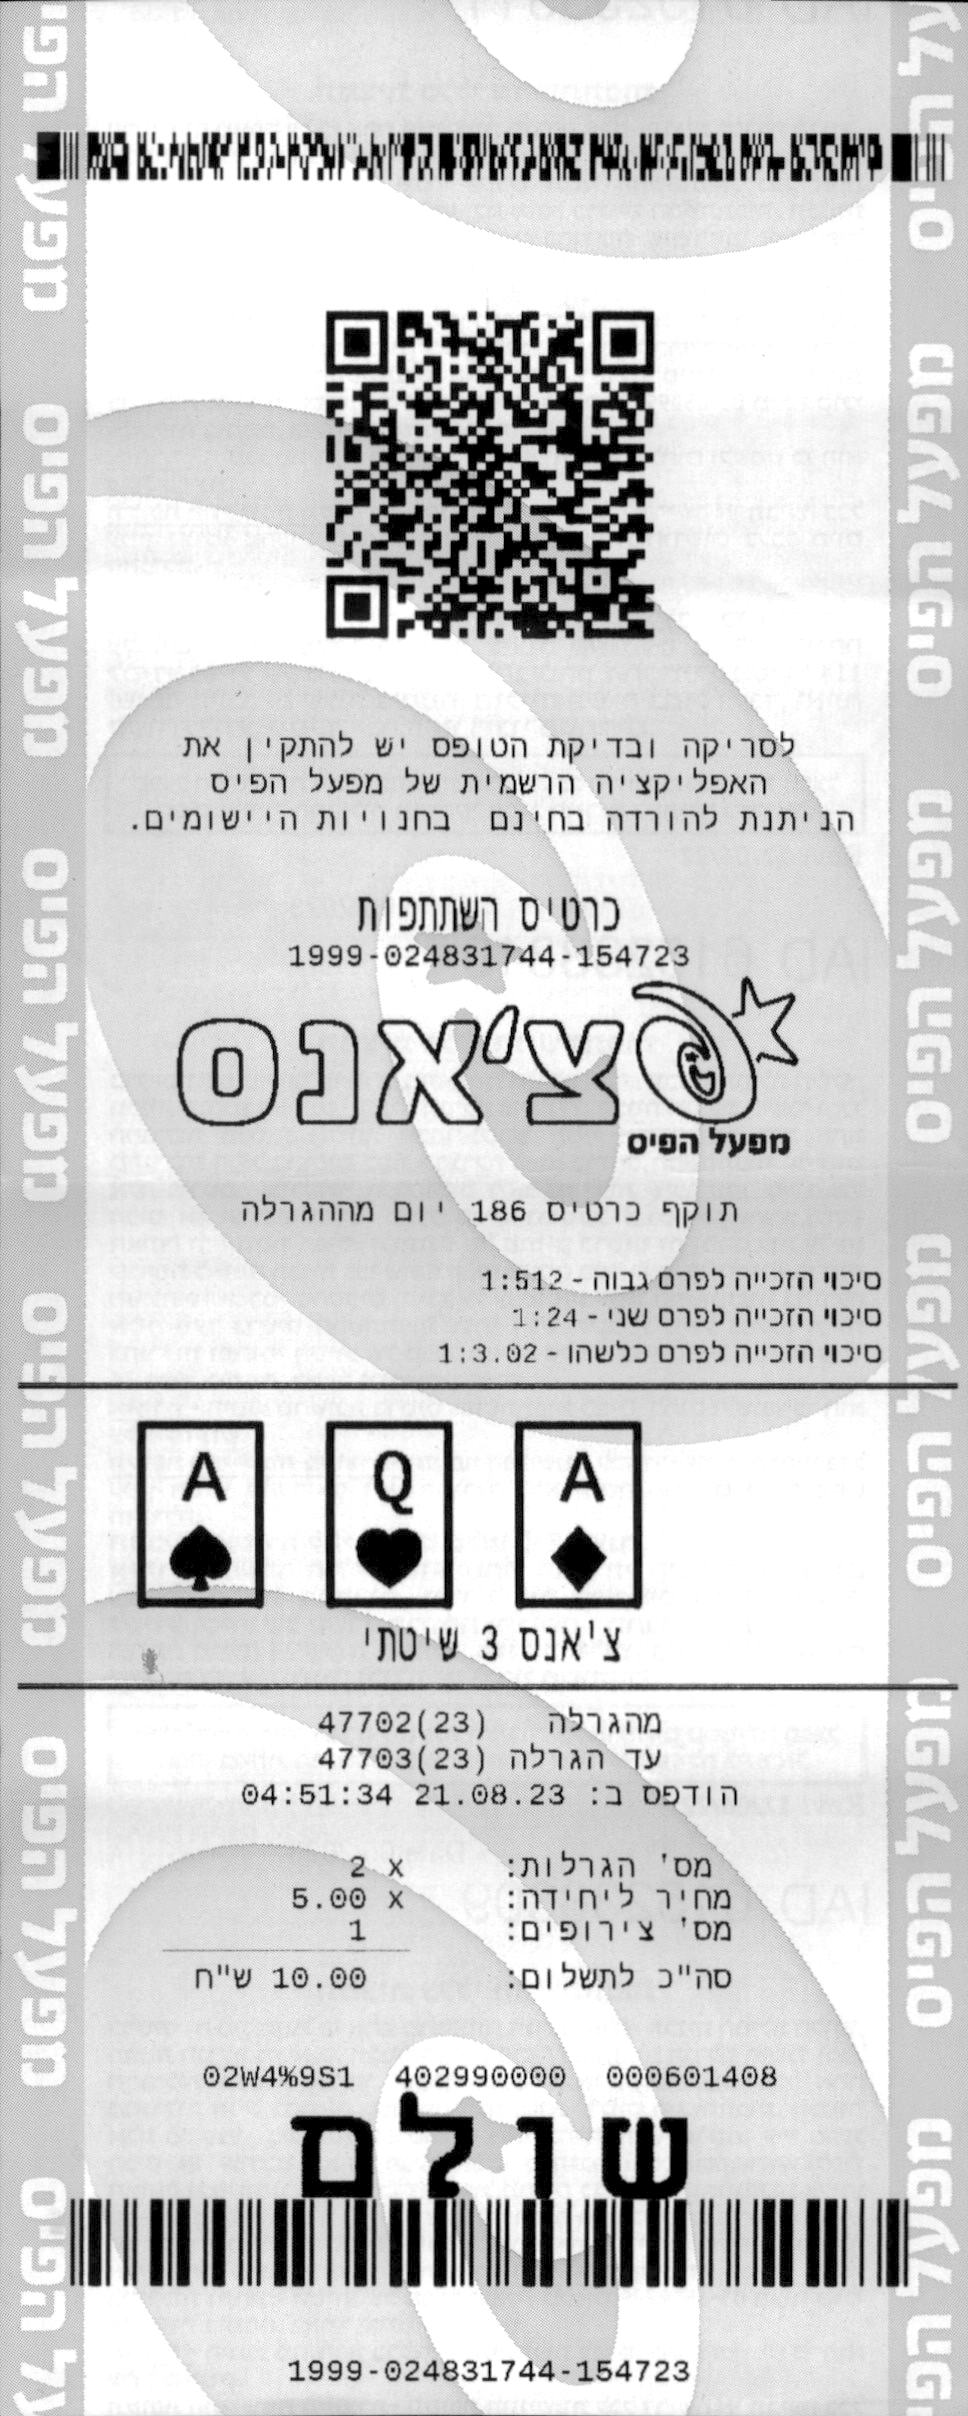 לסריקה ובדיקת הטופס יש להתקין את
האפליקציה הרשמית של מפעל הפיס
הניתנת להורדה בחינם בחנויות היישומים.
כרטיס השתתפות
1999-024831744-154723
צ'אנס
מפעל הפיס
תוקף כרטיס 186 יום מההגרלה
סיכוי הזכייה לפרס גבוה - 1:512
סיכוי הזכייה לפרס שני - 1:24
סיכוי הזכייה לפרס כלשהו - 1:3.02
A Q A
צ'אנס 3 שיטתי
מהגרלה 47702(23)
עד הגרלה 47703(23)
הודפס ב: 21.08.23 04:51:34
מס' הגרלות: 2 x
מחיר ליחידה: 5.00 x
מס' צירופים: 1
סה"כ לתשלום: 10.00 ש"ח
02W4%9S1 402990000 000601408
שולם
1999-024831744-154723
מפעל הפיס
מפעל הפיס